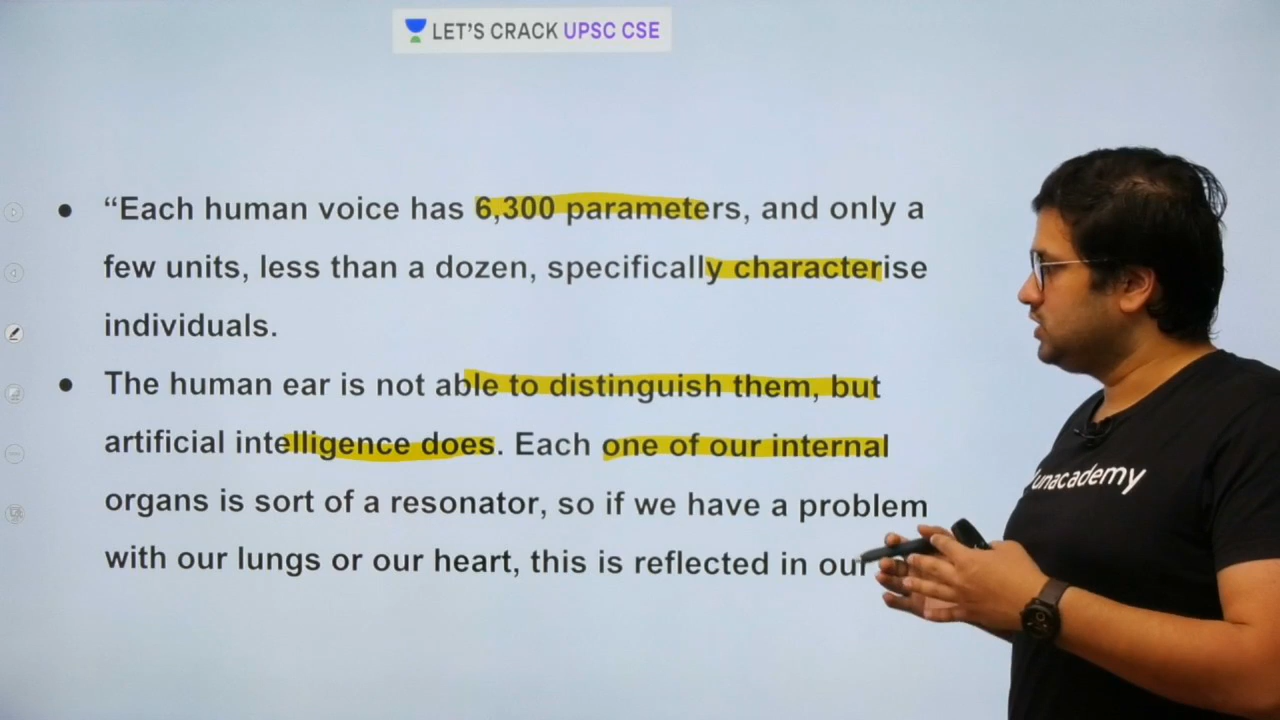 LET'S CRACK UPSC CSE
● “Each human voice has 6,300 parameters, and only a
few units, less than a dozen, specifically characterise
individuals.
● The human ear is not able to distinguish them, but
artificial intelligence does. Each one of our internal
organs is sort of a resonator, so if we have a problem
with our lungs or our heart, this is reflected in our
unacademy